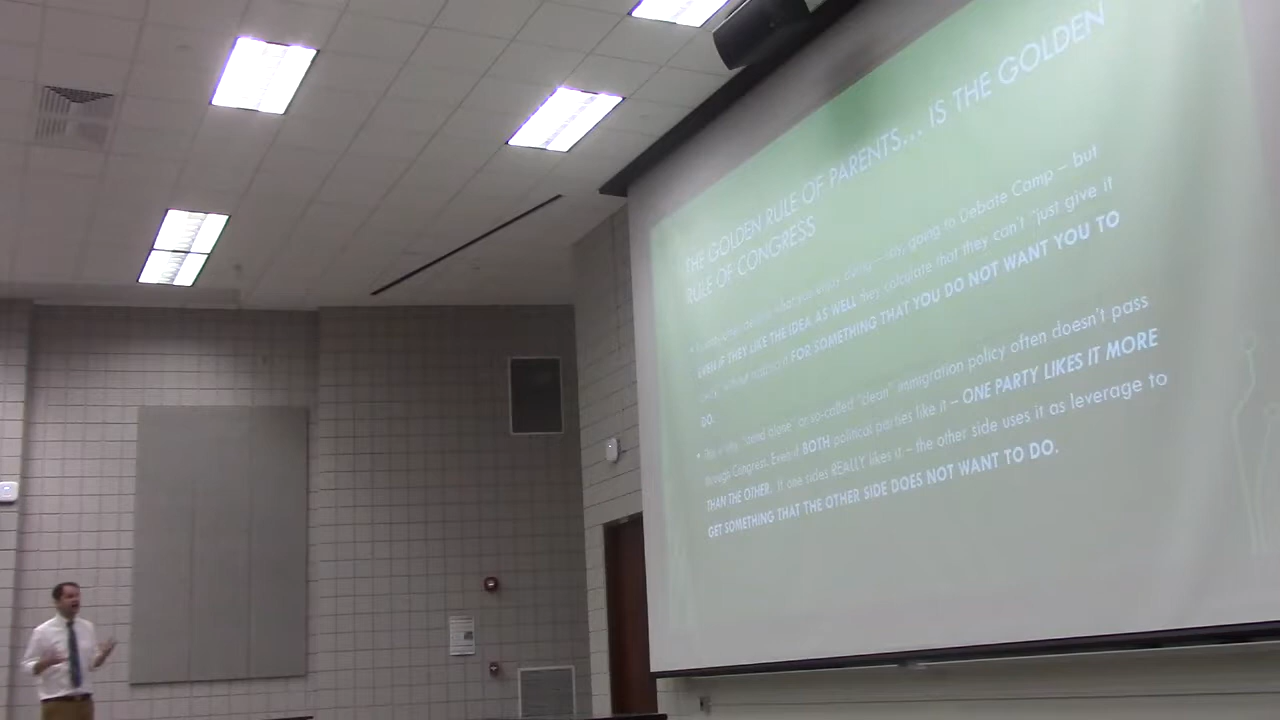 THE GOLDEN RULE OF PARENTS... IS THE GOLDEN
RULE OF CONGRESS
what you enjoy doing – say, going to Debate Camp – but
EVEN IF THEY LIKE THE IDEA AS WELL they calculate that they can't "just give it
without FOR SOMETHING THAT YOU DO NOT WANT YOU TO
DO.
• This is why "stand alone" or so-called "clean" immigration policy often doesn't pass
through Congress. Even if BOTH political parties like it – ONE PARTY LIKES IT MORE
THAN THE OTHER. If one sides REALLY likes it – the other side uses it as leverage to
GET SOMETHING THAT THE OTHER SIDE DOES NOT WANT TO DO.